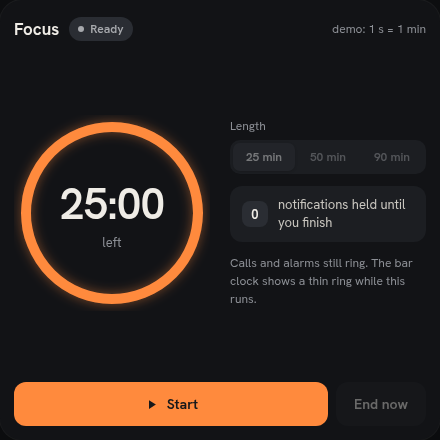 Focus
Ready
demo: 1 s = 1 min
25:00
left
Length
25 min 50 min 90 min
0
notifications held until
you finish
Calls and alarms still ring. The bar
clock shows a thin ring while this
runs.
Start
End now